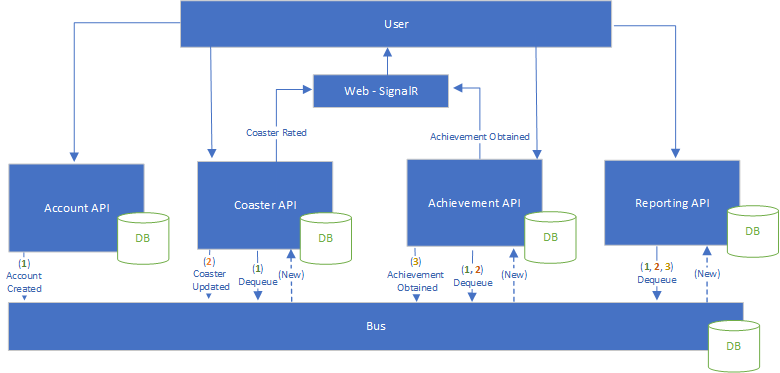 User
Web - SignalR
Coaster Rated
Achievement Obtained
Account API
DB
Coaster API
DB
Achievement API
DB
Reporting API
DB
(1)
Account
Created
(2)
Coaster
Updated
(1)
Dequeue
(New)
(3)
Achievement
Obtained
(1, 2)
Dequeue
(New)
(1, 2, 3)
Dequeue
(New)
Bus
DB